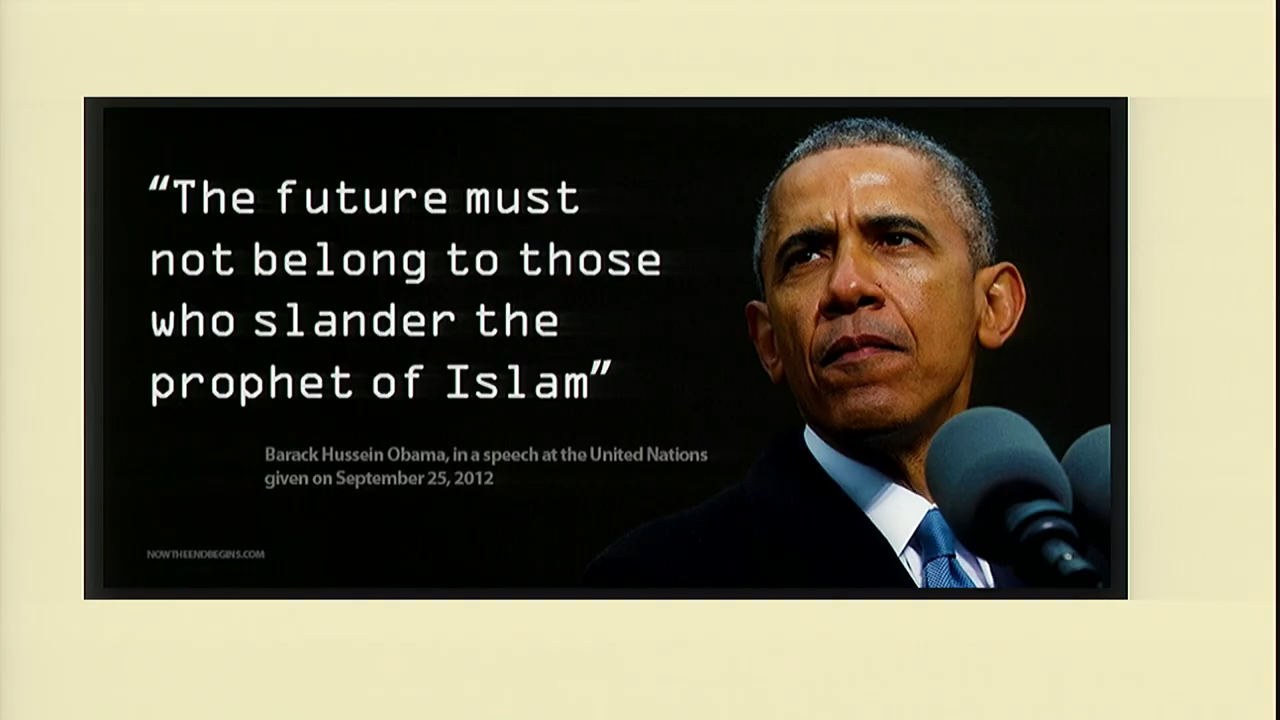 “The future must
not belong to those
who slander the
prophet of Islam”
Barack Hussein Obama, in a speech at the United Nations
given on September 25, 2012
NOWTHEENDBEGINS.COM